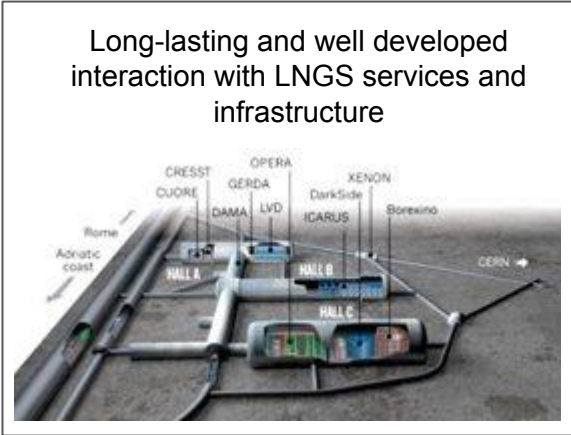 Long-lasting and well developed
interaction with LNGS services and
infrastructure
OPERA
CRESST
XENON
GERDA
DarkSide
CUORE
Borexino
DAMA
LVD
ICARUS
Rome
Adriatic
coast
HALL A
HALL B
CERN
HALL C